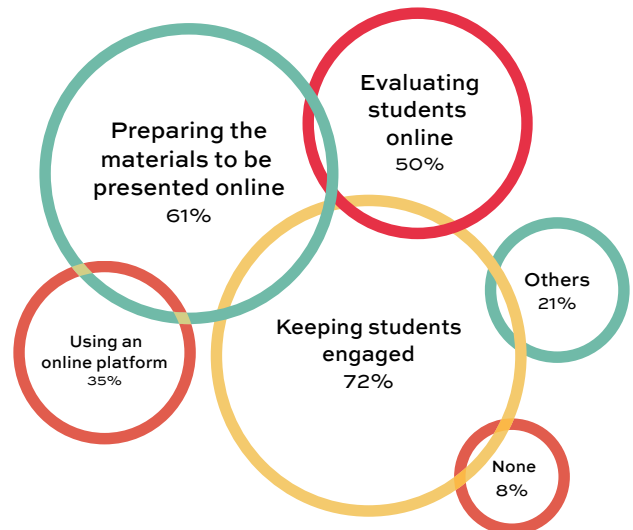 Evaluating
students
online
50%
Preparing the
materials to be
presented online
61%
Others
21%
Using an
online platform
35%
Keeping students
engaged
72%
None
8%